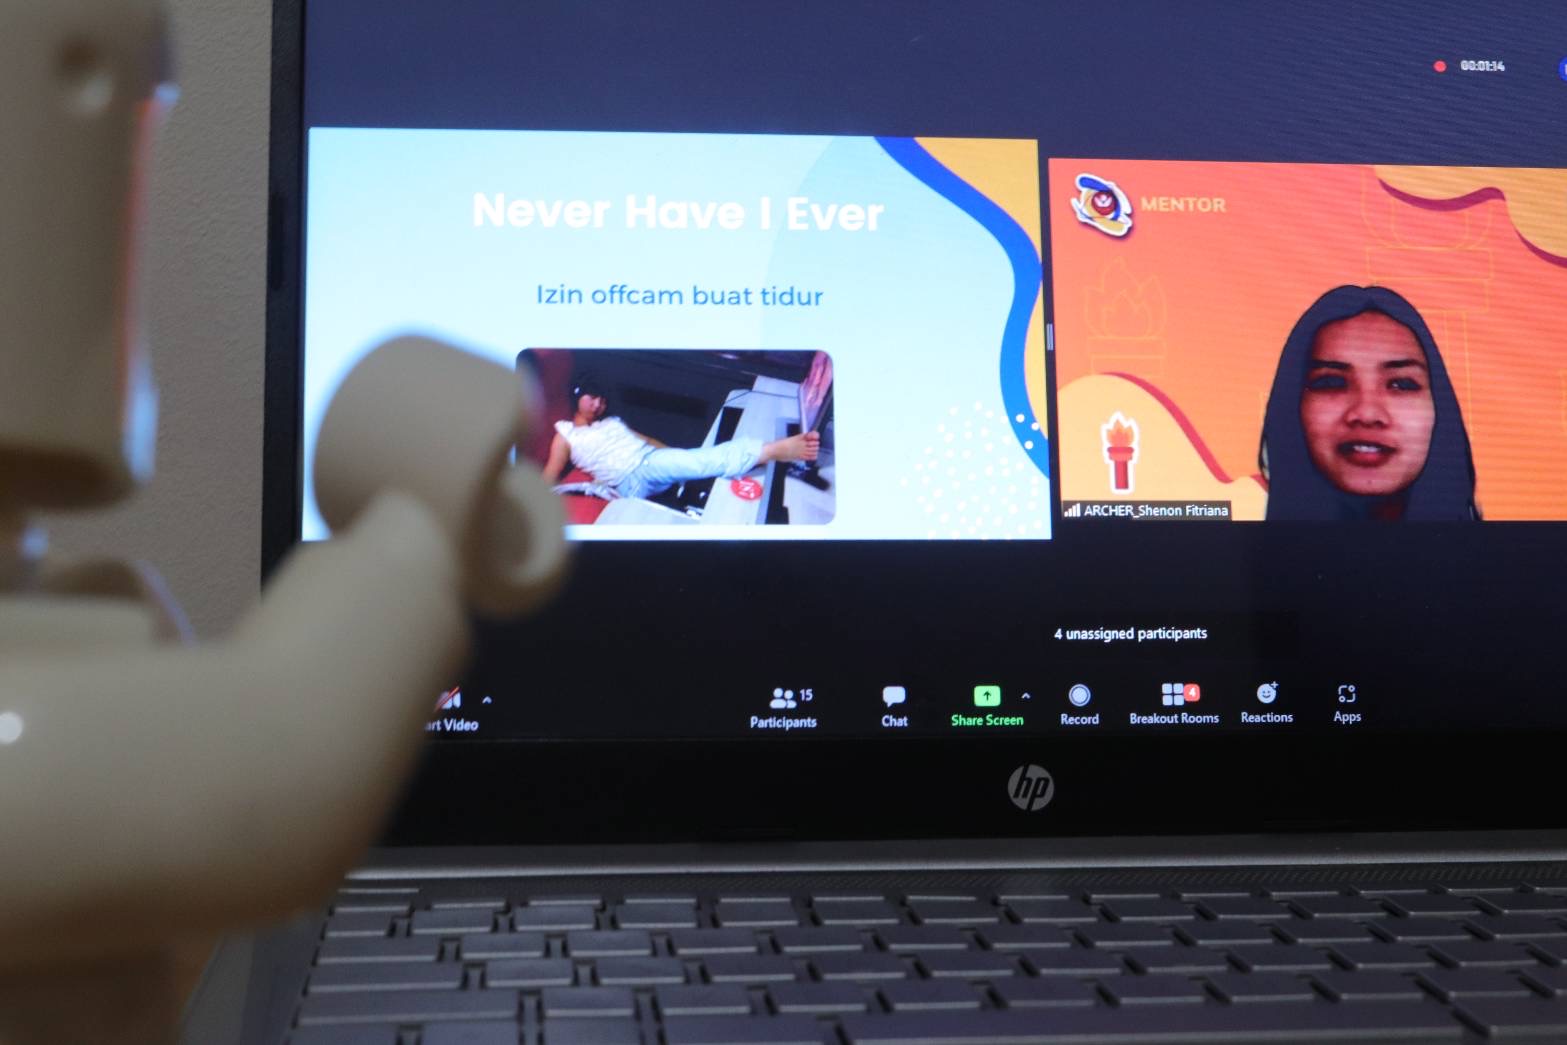 00:01:14
Never Have I Ever
Izin offcam buat tidur
MENTOR
ARCHER_Shenon Fitriana
4 unassigned participants
art Video
15
Participants
Chat
Share Screen
Record
4
Breakout Rooms
Reactions
Apps
hp